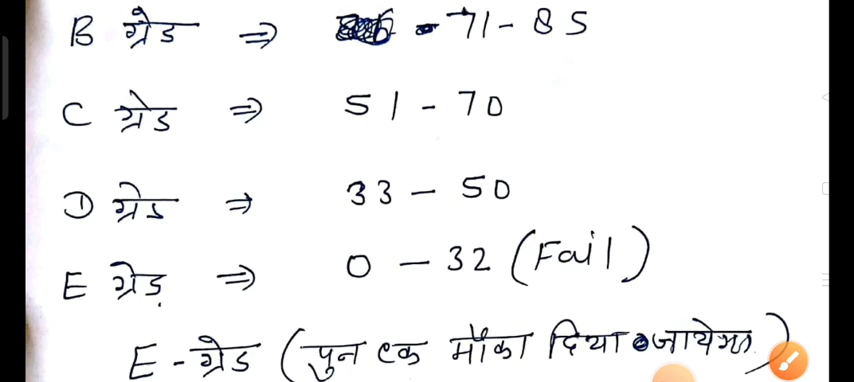 B ग्रेड ⇒ - 71 - 85
C ग्रेड ⇒ 51 - 70
D ग्रेड ⇒ 33 - 50
E ग्रेड ⇒ 0 - 32 (Fail)
E - ग्रेड (पुन एक मौका दिया जायेगा)